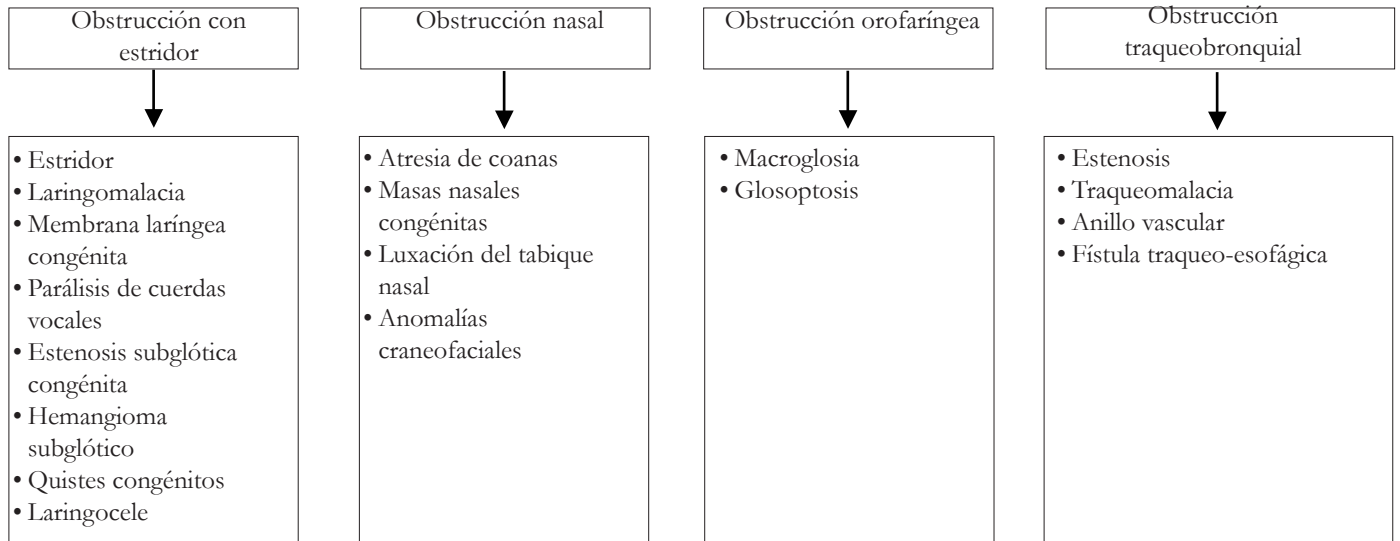 Obstrucción con
estridor
Obstrucción nasal
Obstrucción orofaríngea
Obstrucción
traqueobronquial
• Estridor
• Laringomalacia
• Membrana laríngea
congénita
• Parálisis de cuerdas
vocales
• Estenosis subglótica
congénita
• Hemangioma
subglótico
• Quistes congénitos
• Laringocele
• Atresia de coanas
• Masas nasales
congénitas
• Luxación del tabique
nasal
• Anomalías
craneofaciales
• Macroglosia
• Glosoptosis
• Estenosis
• Traqueomalacia
• Anillo vascular
• Fístula traqueo-esofágica